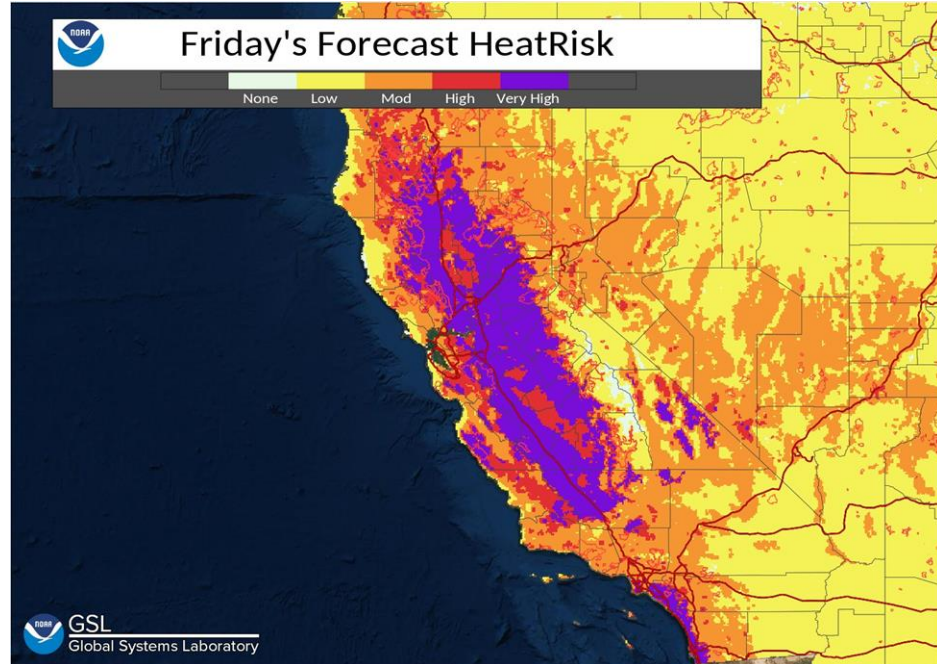 NOAA
Friday's Forecast HeatRisk
None Low Mod High Very High
NOAA
GSL
Global Systems Laboratory